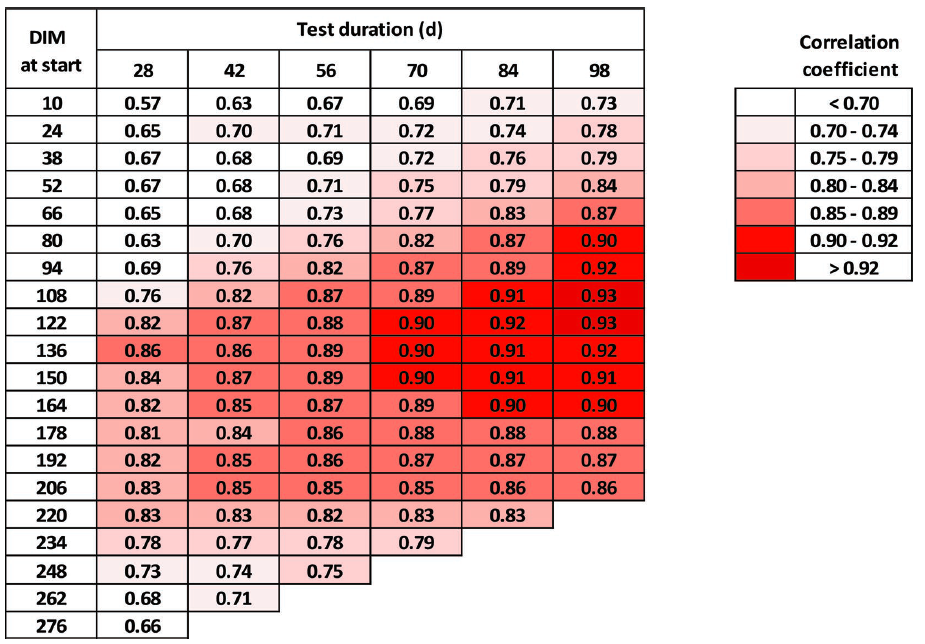 DIM at start
Test duration (d)
28 42 56 70 84 98
10 0.57 0.63 0.67 0.69 0.71 0.73
24 0.65 0.70 0.71 0.72 0.74 0.78
38 0.67 0.68 0.69 0.72 0.76 0.79
52 0.67 0.68 0.71 0.75 0.79 0.84
66 0.65 0.68 0.73 0.77 0.83 0.87
80 0.63 0.70 0.76 0.82 0.87 0.90
94 0.69 0.76 0.82 0.87 0.89 0.92
108 0.76 0.82 0.87 0.89 0.91 0.93
122 0.82 0.87 0.88 0.90 0.92 0.93
136 0.86 0.86 0.89 0.90 0.91 0.92
150 0.84 0.87 0.89 0.90 0.91 0.91
164 0.82 0.85 0.87 0.89 0.90 0.90
178 0.81 0.84 0.86 0.88 0.88 0.88
192 0.82 0.85 0.86 0.87 0.87 0.87
206 0.83 0.85 0.85 0.85 0.86 0.86
220 0.83 0.83 0.82 0.83 0.83
234 0.78 0.77 0.78 0.79
248 0.73 0.74 0.75
262 0.68 0.71
276 0.66
Correlation
coefficient
< 0.70
0.70 - 0.74
0.75 - 0.79
0.80 - 0.84
0.85 - 0.89
0.90 - 0.92
> 0.92